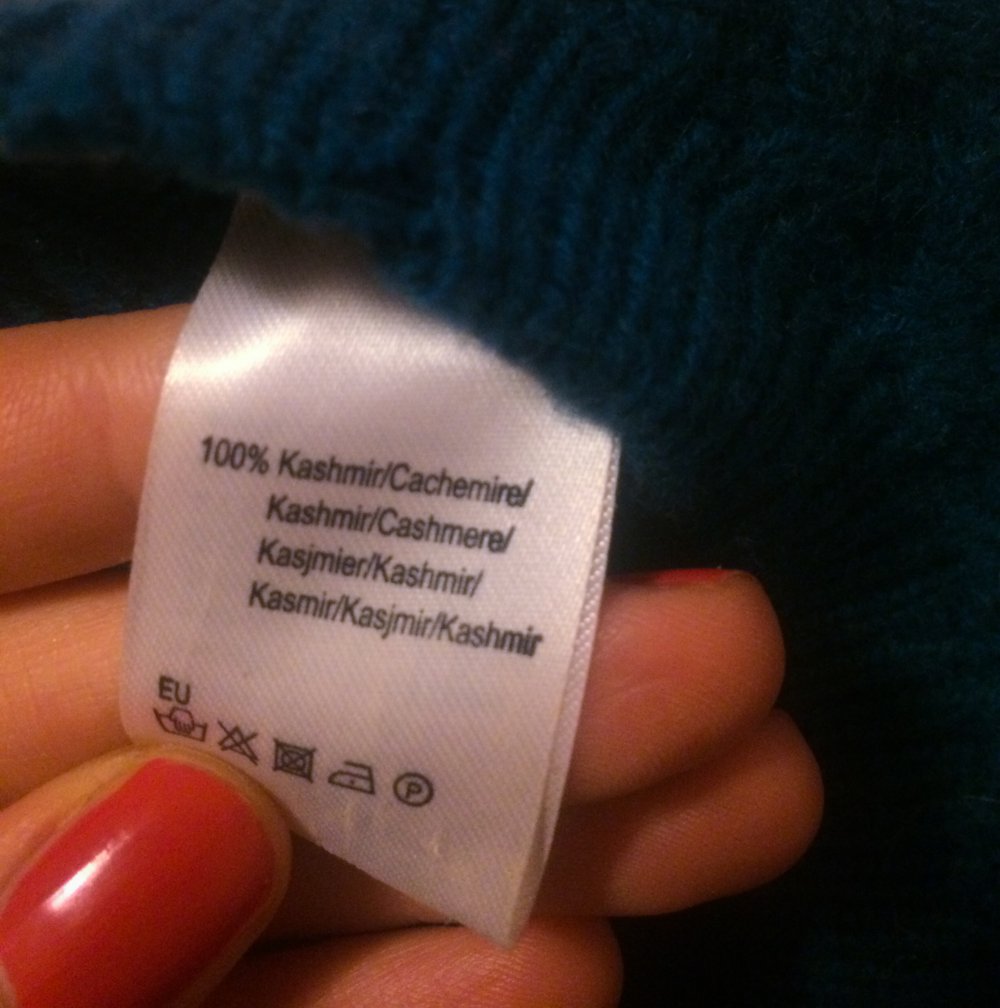 100% Kashmir/Cachemire/
Kashmir/Cashmere/
Kasjmier/Kashmir/
Kasmir/Kasjmir/Kashmir
EU
P